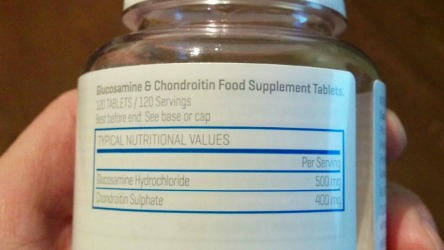 Glucosamine & Chondroitin Food Supplement Tablets.
120 TABLETS / 120 Servings
Best before end: See base or cap
TYPICAL NUTRITIONAL VALUES
Per Serving
Glucosamine Hydrochloride 500 mg
Chondroitin Sulphate 400 mg